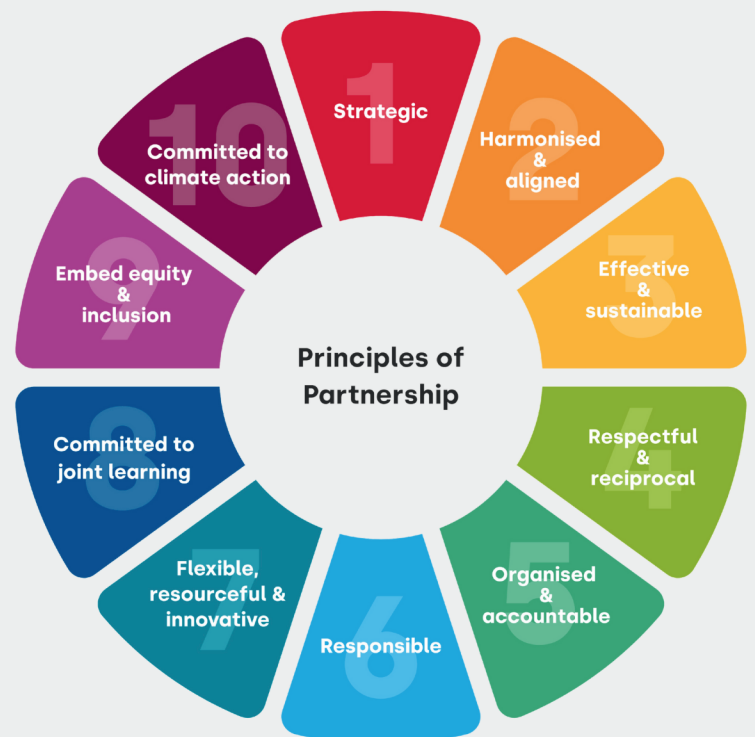 Principles of
Partnership
1
Strategic
2
Harmonised
&
aligned
3
Effective
&
sustainable
4
Respectful
&
reciprocal
5
Organised
&
accountable
6
Responsible
7
Flexible,
resourceful &
innovative
8
Committed to
joint learning
9
Embed equity
&
inclusion
10
Committed to
climate action